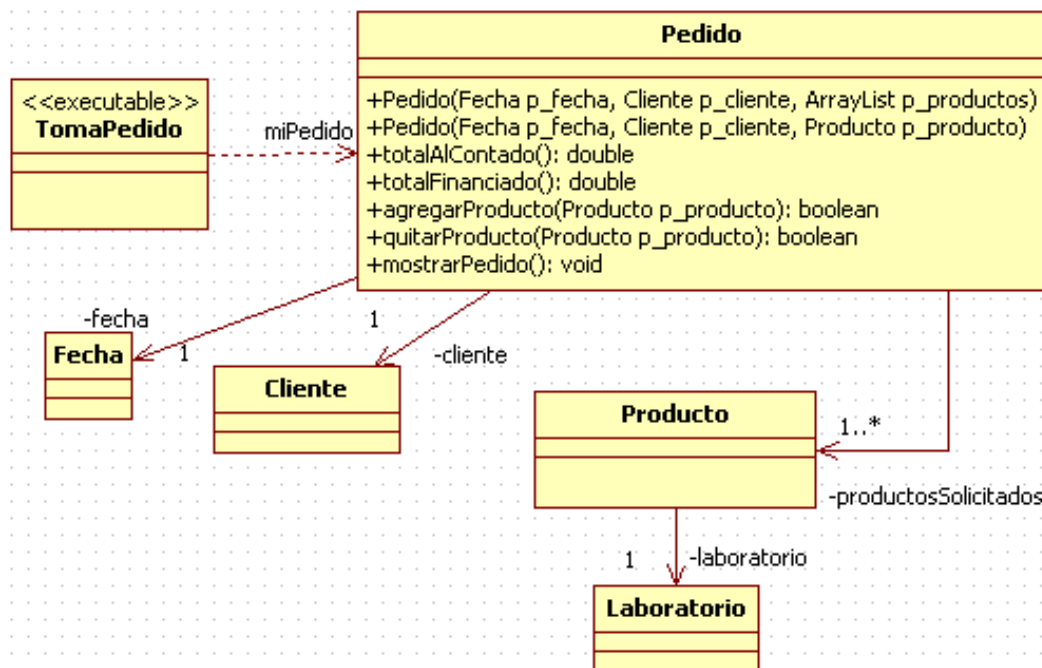 Pedido
+Pedido(Fecha p_fecha, Cliente p_cliente, ArrayList p_productos)
+Pedido(Fecha p_fecha, Cliente p_cliente, Producto p_producto)
+totalAlContado(): double
+totalFinanciado(): double
+agregarProducto(Producto p_producto): boolean
+quitarProducto(Producto p_producto): boolean
+mostrarPedido(): void
<<executable>>
TomaPedido
miPedido
-fecha
1
Fecha
1
-cliente
Cliente
Producto
1..*
-productosSolicitados
1
-laboratorio
Laboratorio